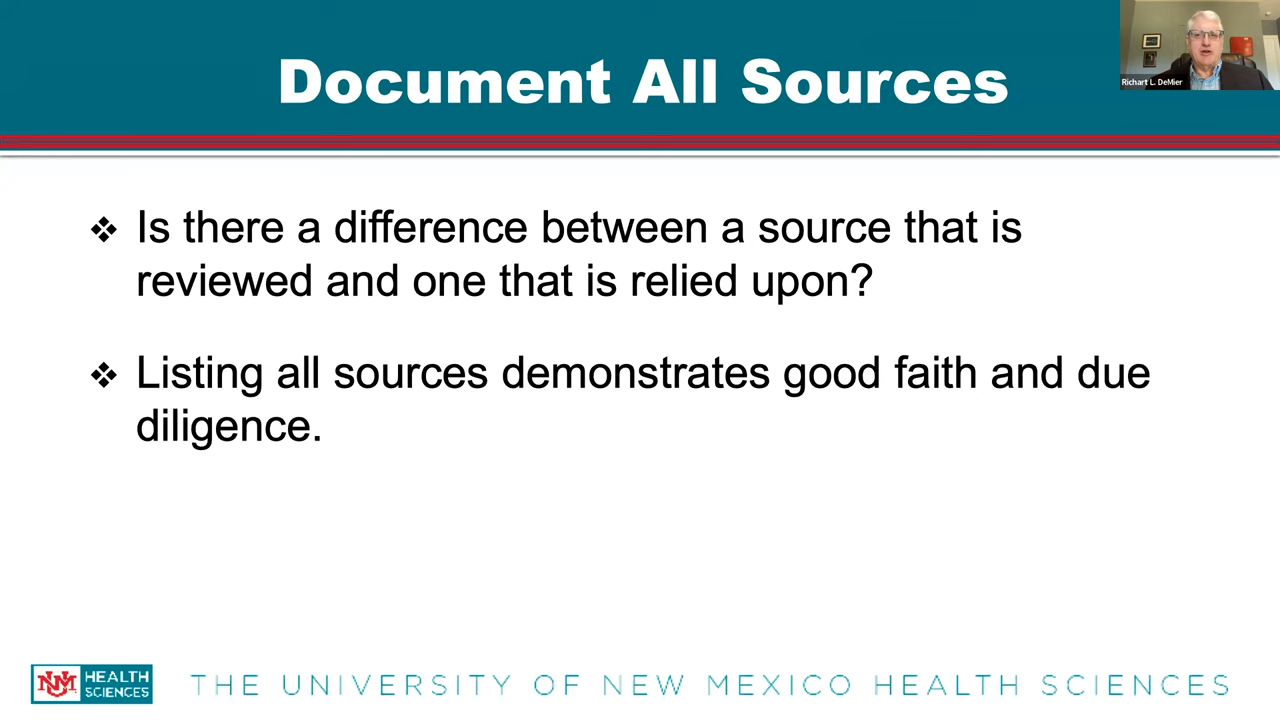 Document All Sources
Richart L. DeMier
❖ Is there a difference between a source that is
reviewed and one that is relied upon?
❖ Listing all sources demonstrates good faith and due
diligence.
UNM HEALTH
SCIENCES
THE UNIVERSITY OF NEW MEXICO HEALTH SCIENCES